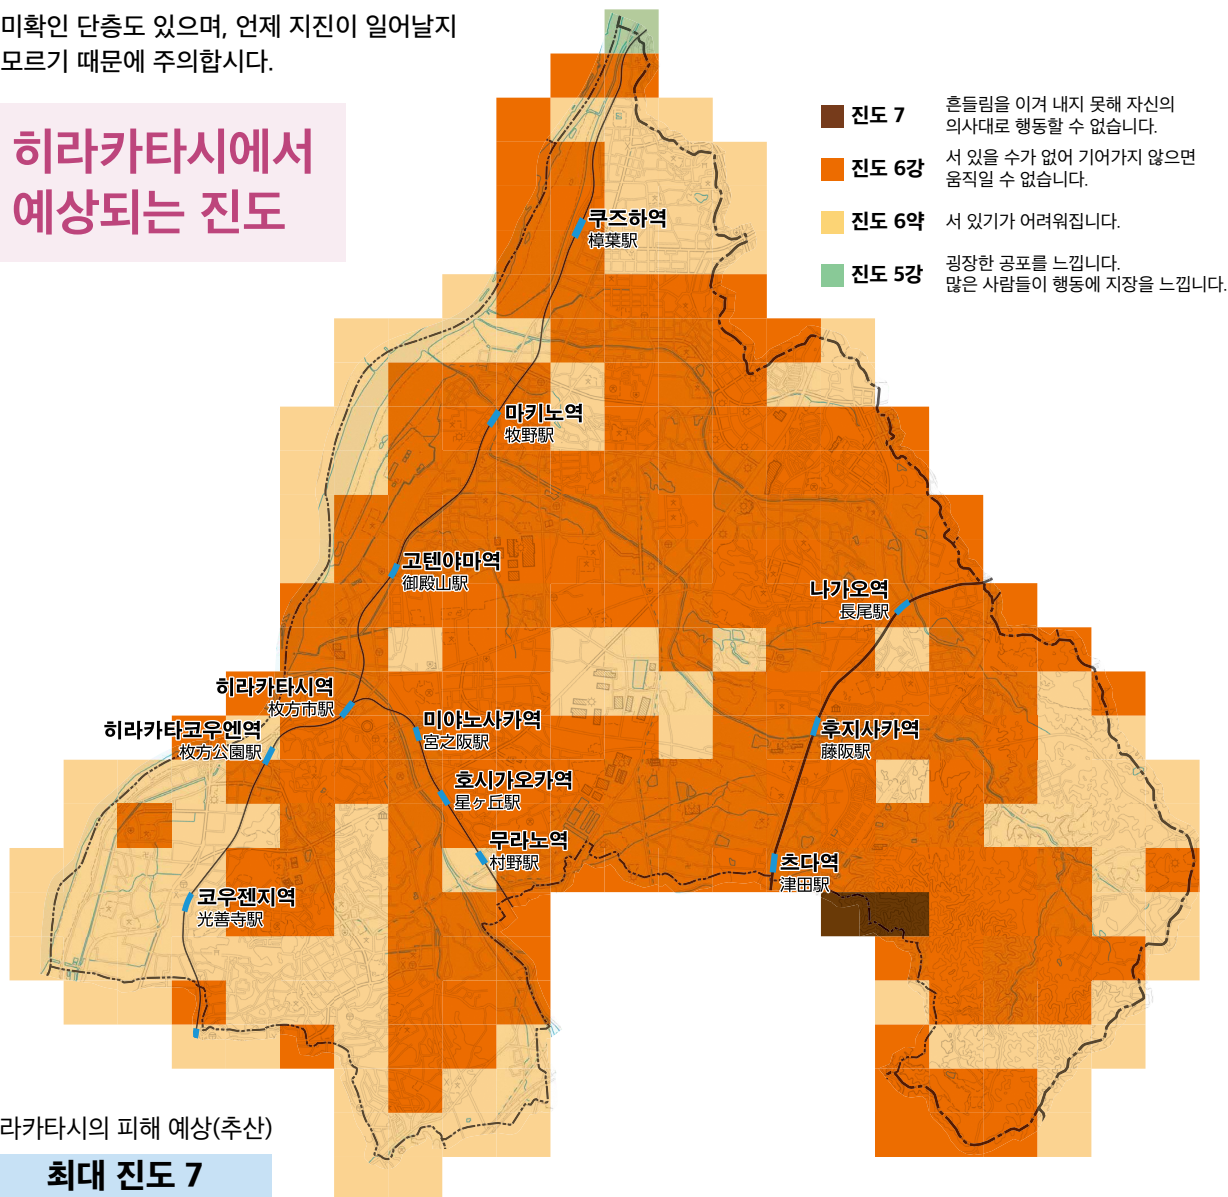 미확인 단층도 있으며, 언제 지진이 일어날지
모르기 때문에 주의합시다.
히라카타시에서
예상되는 진도
진도 7
흔들림을 이겨 내지 못해 자신의
의사대로 행동할 수 없습니다.
진도 6강
서 있을 수가 없어 기어가지 않으면
움직일 수 없습니다.
진도 6약
서 있기가 어려워집니다.
진도 5강
굉장한 공포를 느낍니다.
많은 사람들이 행동에 지장을 느낍니다.
쿠즈하역
樟葉駅
마키노역
牧野駅
고텐야마역
御殿山駅
나가오역
長尾駅
히라카타시역
枚方市駅
히라카타코우엔역
枚方公園駅
미야노사카역
宮之阪駅
후지사카역
藤阪駅
호시가오카역
星ヶ丘駅
무라노역
村野駅
츠다역
津田駅
코우젠지역
光善寺駅
라카타시의 피해 예상(추산)
최대 진도 7